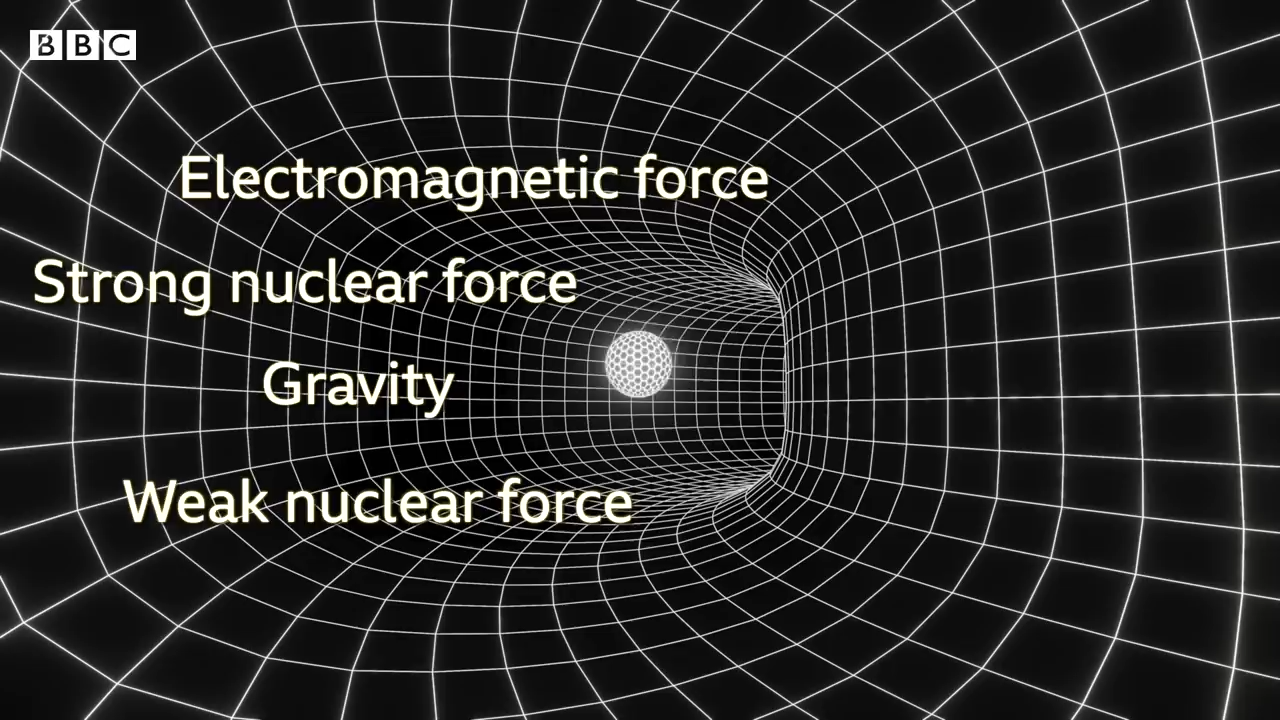 BBC
Electromagnetic force
Strong nuclear force
Gravity
Weak nuclear force